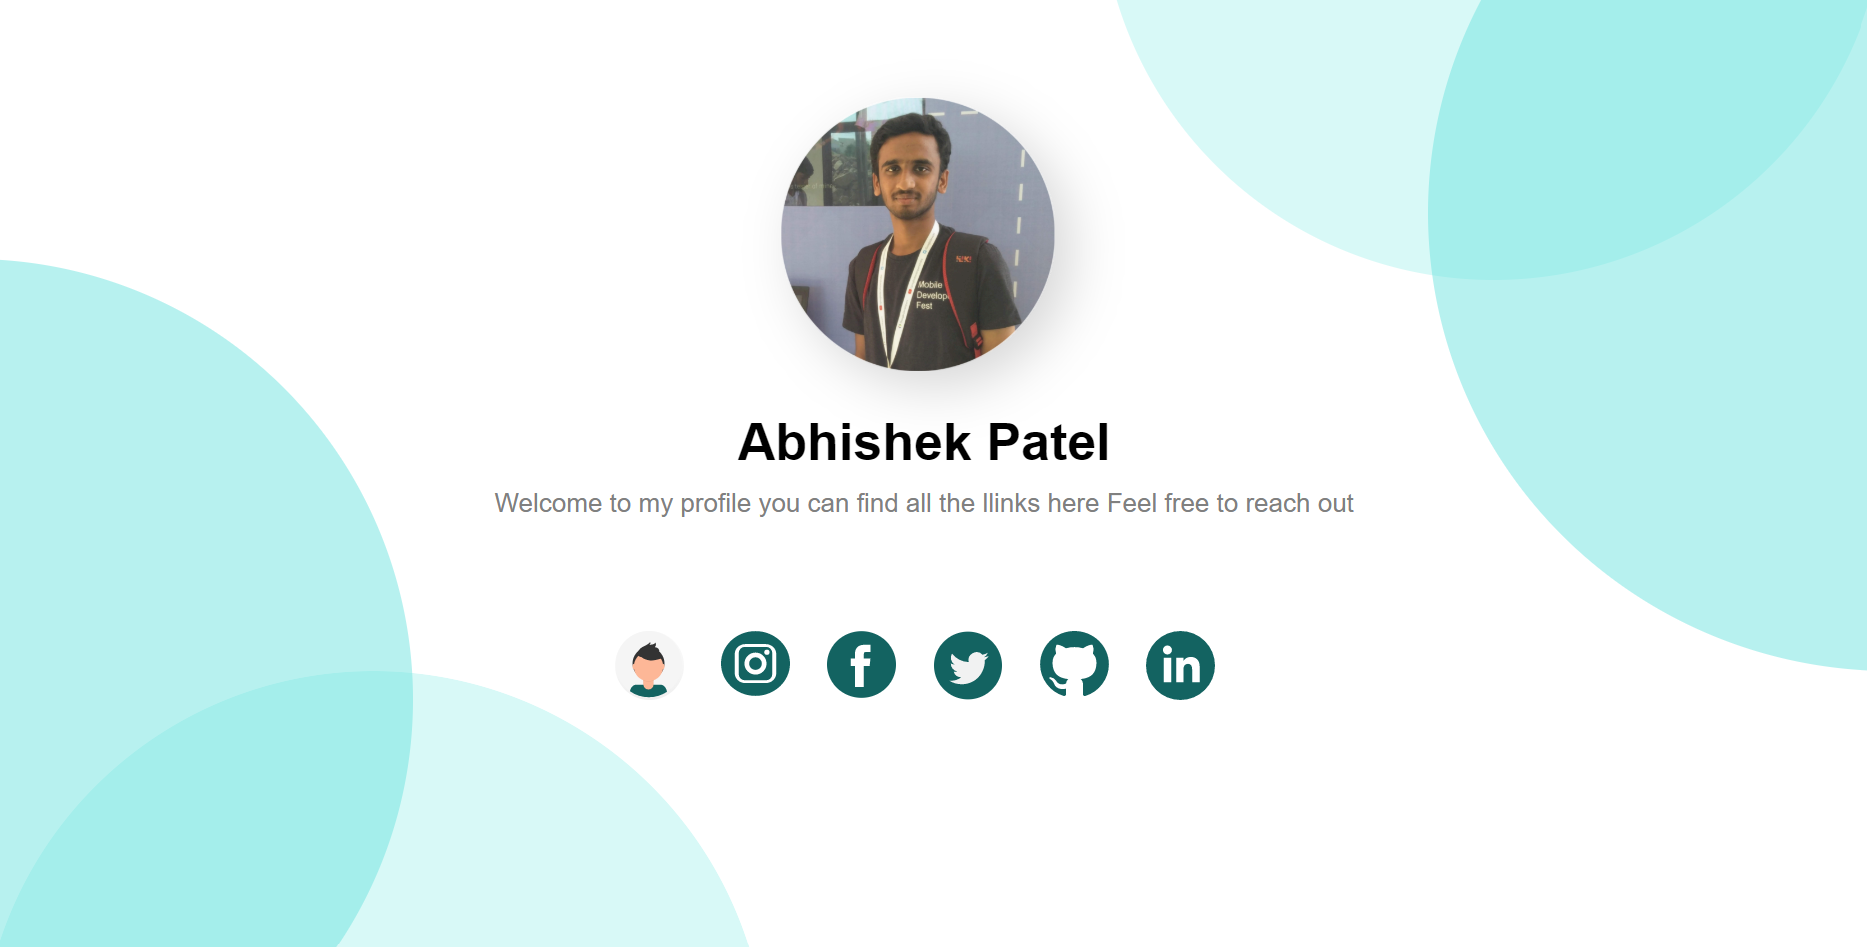 Mobile
Develop
Fest
Abhishek Patel
Welcome to my profile you can find all the llinks here Feel free to reach out
in